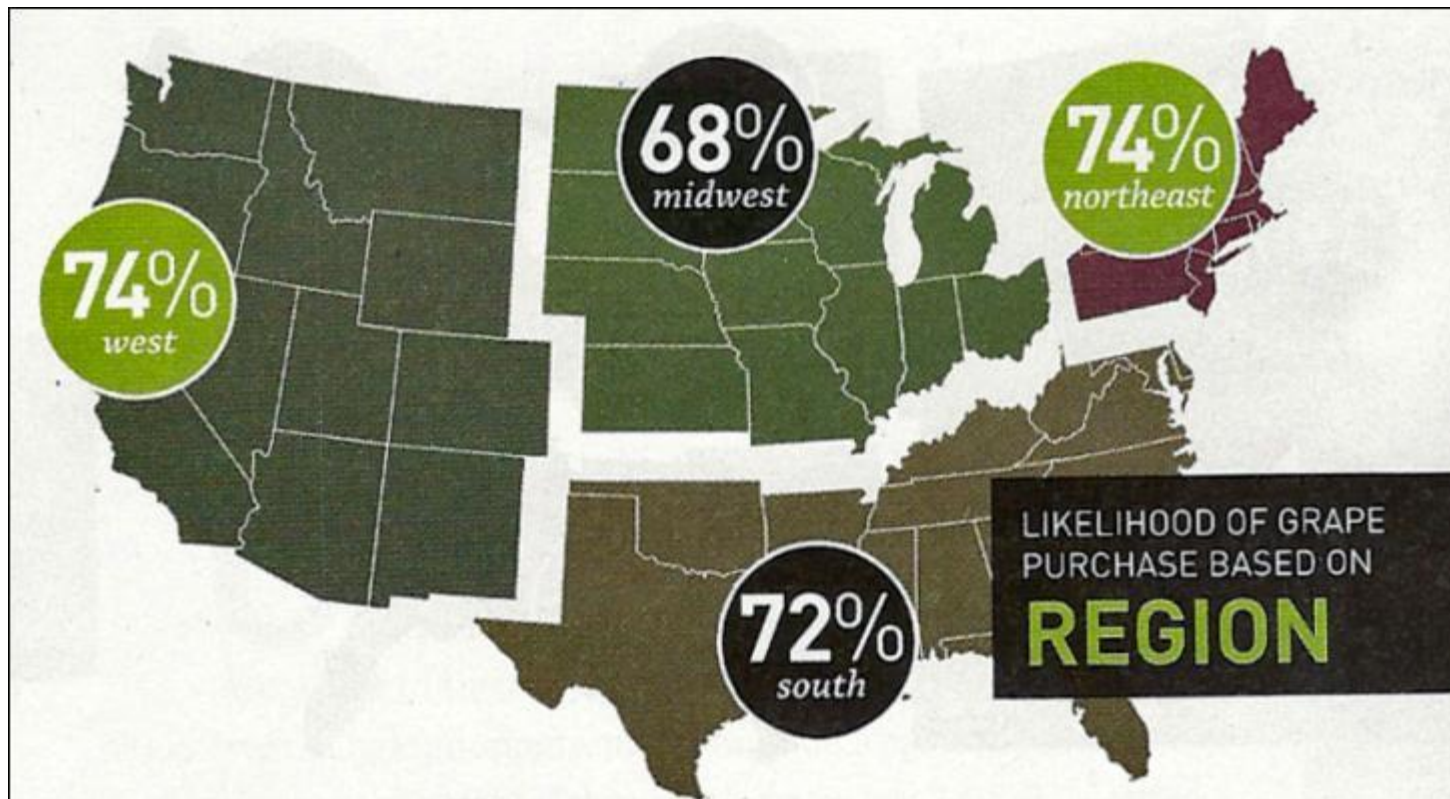 68%
midwest
74%
northeast
74%
west
72%
south
LIKELIHOOD OF GRAPE
PURCHASE BASED ON
REGION